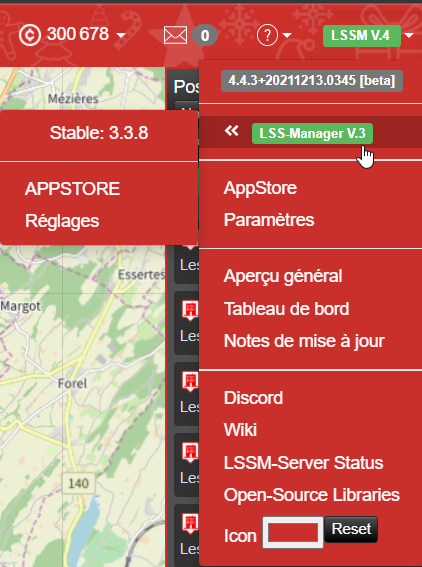 300 678
0
?
LSSM V.4
Mézières
Pos
4.4.3+20211213.0345 [beta]
Stable: 3.3.8
« LSS-Manager V.3
APPSTORE
Réglages
AppStore
Paramètres
Les
Essertes
Margot
Aperçu général
Tableau de bord
Les
Notes de mise à jour
Forel
Discord
Les
Wiki
LSSM-Server Status
140
Les
Open-Source Libraries
Icon Reset
Les